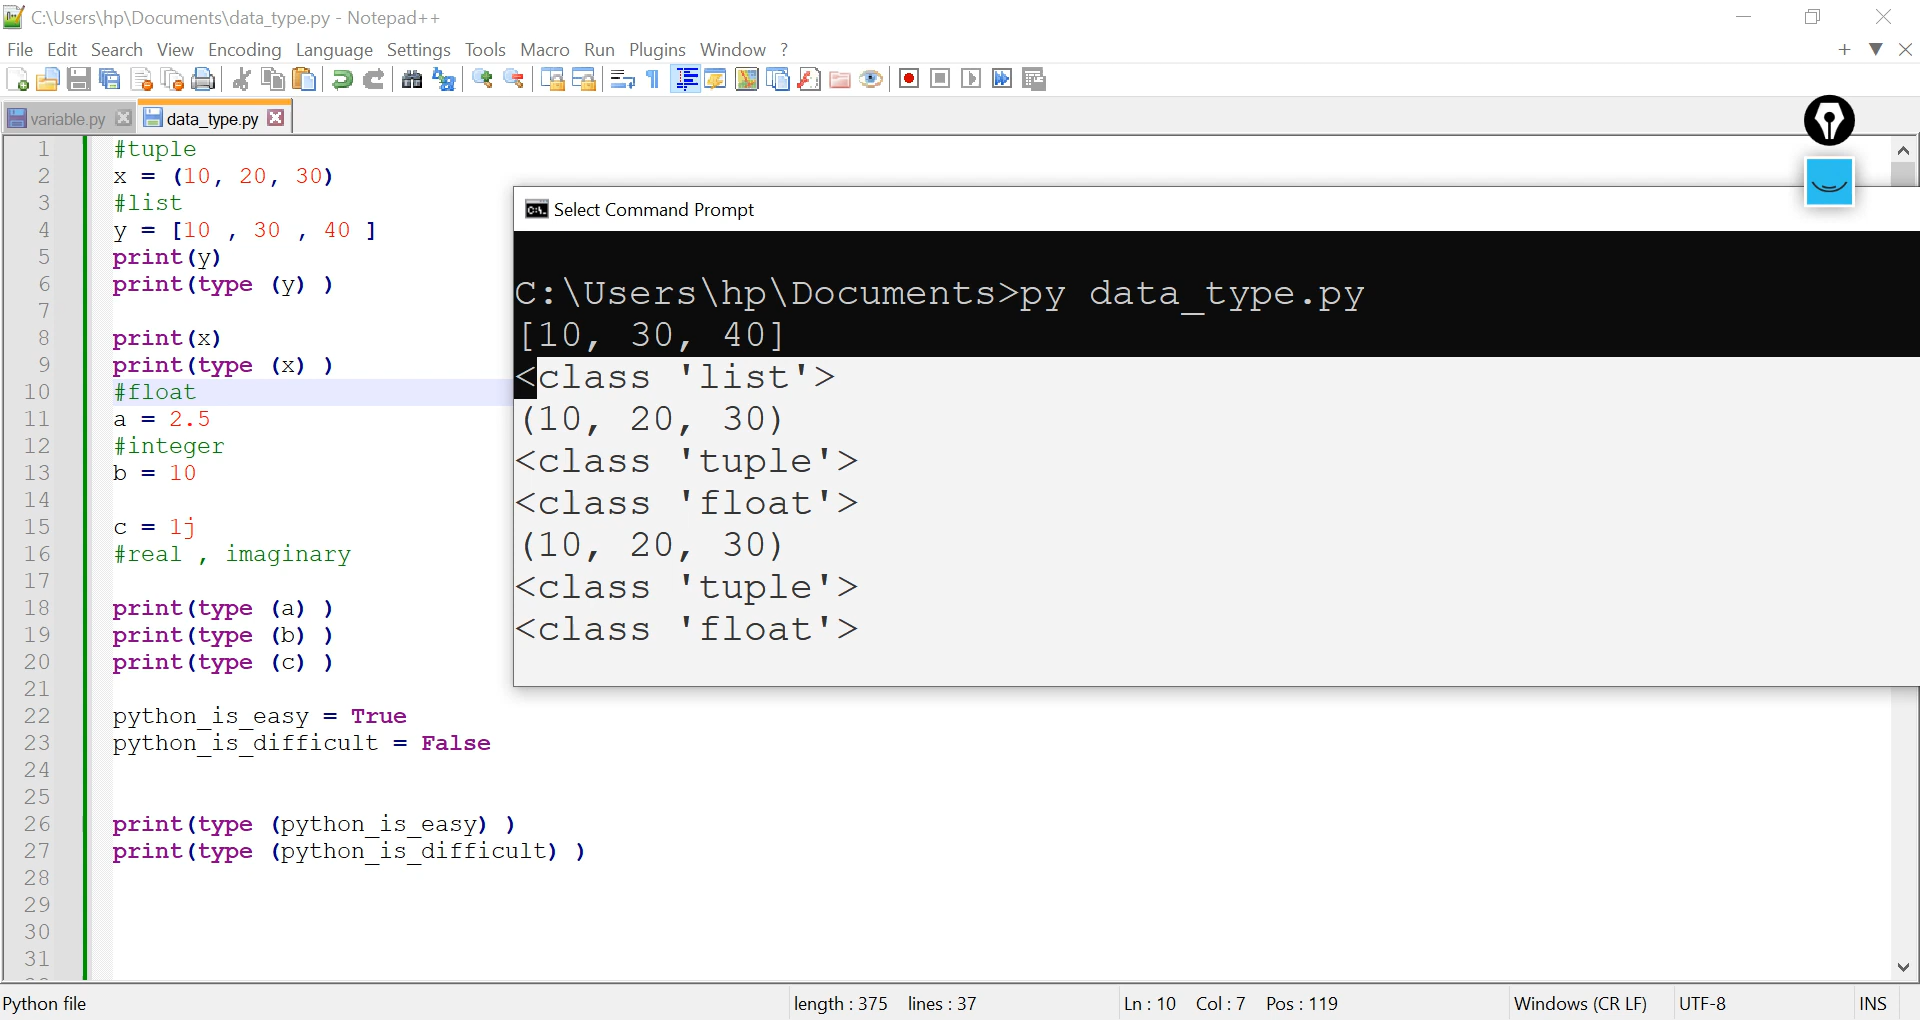 C:\Users\hp\Documents\data_type.py - Notepad++
File Edit Search View Encoding Language Settings Tools Macro Run Plugins Window ?
variable.py data_type.py
1 #tuple
2 x = (10, 20, 30)
3 #list
4 y = [10 , 30 , 40 ]
5 print(y)
6 print(type (y) )
7
8 print(x)
9 print(type (x) )
10 #float
11 a = 2.5
12 #integer
13 b = 10
14
15 c = 1j
16 #real , imaginary
17
18 print(type (a) )
19 print(type (b) )
20 print(type (c) )
21
22 python_is_easy = True
23 python_is_difficult = False
24
25
26 print(type (python_is_easy) )
27 print(type (python_is_difficult) )
28
29
30
31
Select Command Prompt
C:\Users\hp\Documents>py data_type.py
[10, 30, 40]
<class 'list'>
(10, 20, 30)
<class 'tuple'>
<class 'float'>
(10, 20, 30)
<class 'tuple'>
<class 'float'>
Python file length : 375 lines : 37 Ln : 10 Col : 7 Pos : 119 Windows (CR LF) UTF-8 INS